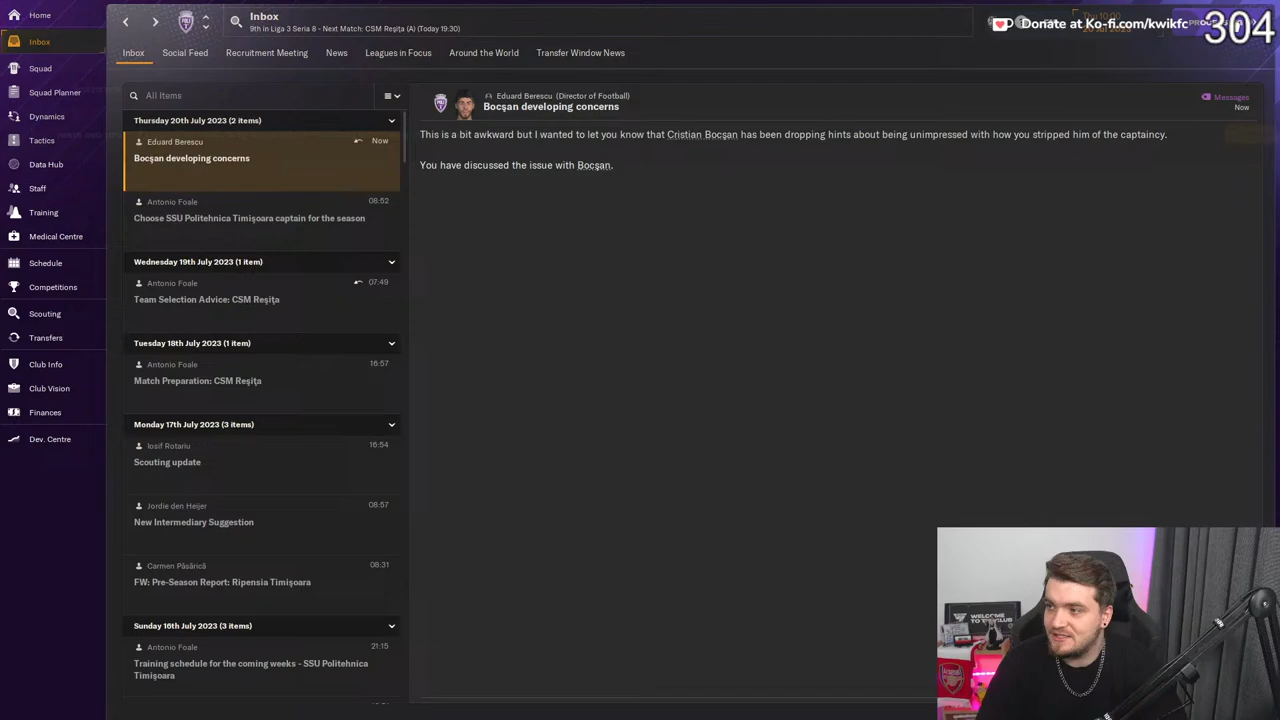 Home
Inbox
Squad
Squad Planner
Dynamics
Tactics
Data Hub
Staff
Training
Medical Centre
Schedule
Competitions
Scouting
Transfers
Club Info
Club Vision
Finances
Dev. Centre
Inbox
9th in Liga 3 Seria 8 - Next Match: CSM Reşiţa (A) (Today 19:30)
Donate at Ko-fi.com/kwikfc
304
Inbox
Social Feed
Recruitment Meeting
News
Leagues in Focus
Around the World
Transfer Window News
All Items
Thursday 20th July 2023 (2 items)
Eduard Berescu
Now
Bocşan developing concerns
Antonio Foale
08:52
Choose SSU Politehnica Timişoara captain for the season
Wednesday 19th July 2023 (1 item)
Antonio Foale
07:49
Team Selection Advice: CSM Reşiţa
Tuesday 18th July 2023 (1 item)
Antonio Foale
16:57
Match Preparation: CSM Reşiţa
Monday 17th July 2023 (3 items)
Iosif Rotariu
16:54
Scouting update
Jordie den Heijer
08:57
New Intermediary Suggestion
Carmen Păsărică
08:31
FW: Pre-Season Report: Ripensia Timişoara
Sunday 16th July 2023 (3 items)
Antonio Foale
21:15
Training schedule for the coming weeks - SSU Politehnica
Timişoara
Eduard Berescu (Director of Football)
Bocşan developing concerns
Messages
Now
This is a bit awkward but I wanted to let you know that Cristian Bocşan has been dropping hints about being unimpressed with how you stripped him of the captaincy.
You have discussed the issue with Bocşan.
WELCOME
TO THE CLUB
Arsenal